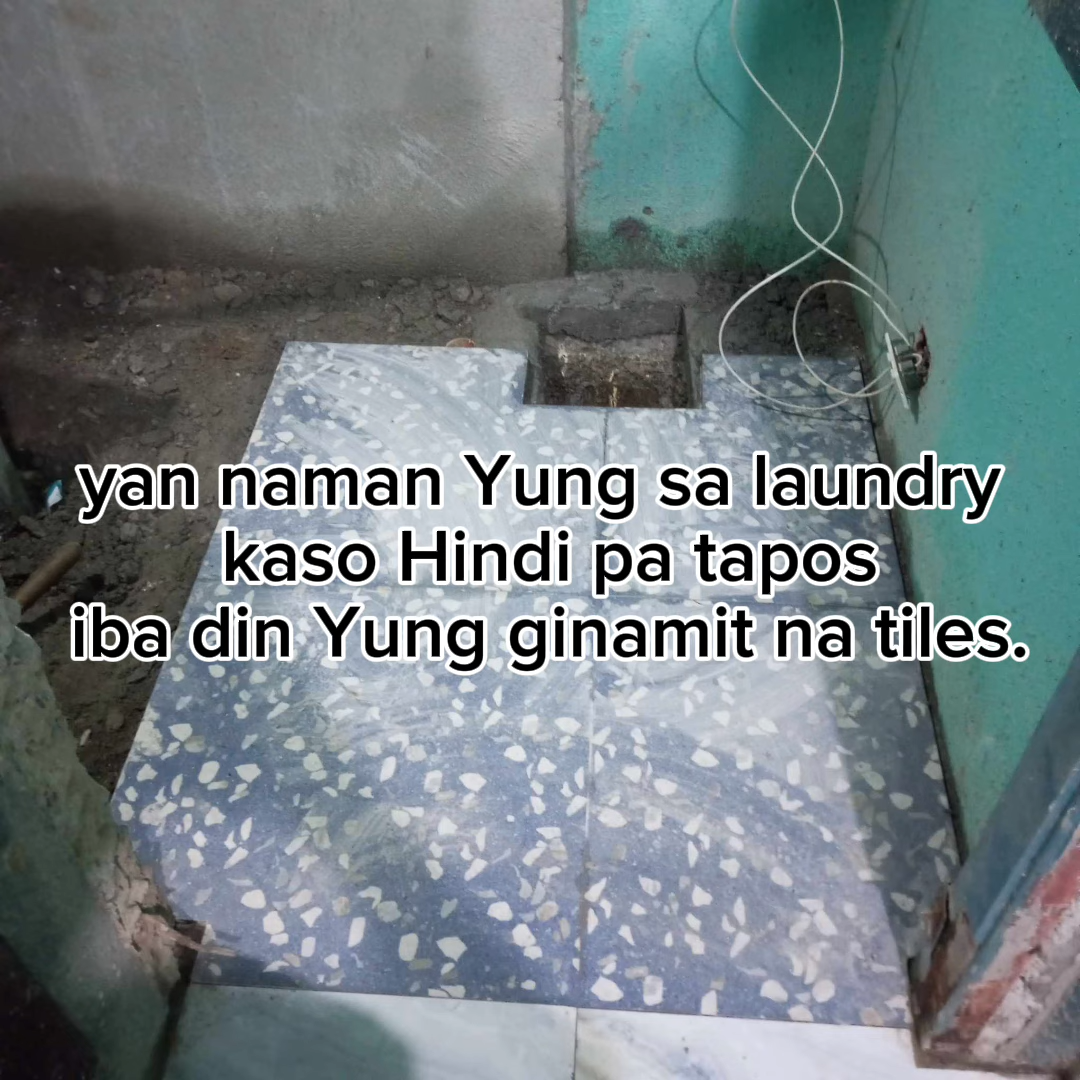 yan naman Yung sa laundry
kaso Hindi pa tapos
iba din Yung ginamit na tiles.